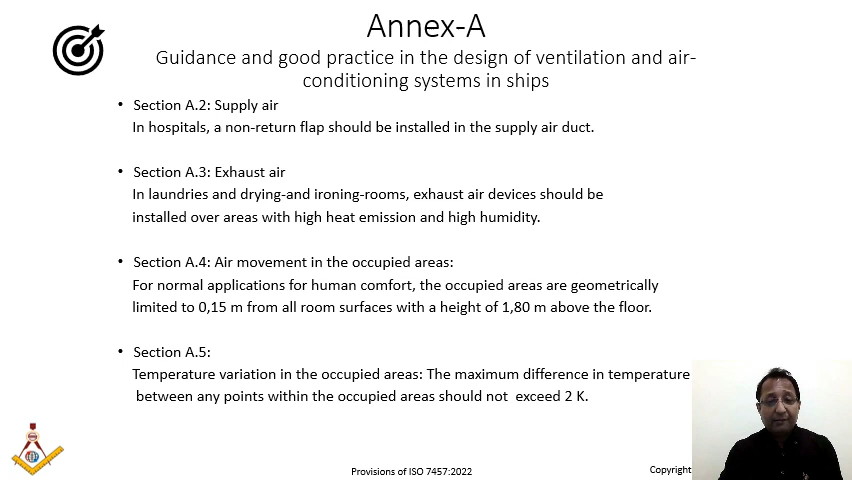 Annex-A
Guidance and good practice in the design of ventilation and air-
conditioning systems in ships
• Section A.2: Supply air
In hospitals, a non-return flap should be installed in the supply air duct.
• Section A.3: Exhaust air
In laundries and drying-and ironing-rooms, exhaust air devices should be
installed over areas with high heat emission and high humidity.
• Section A.4: Air movement in the occupied areas:
For normal applications for human comfort, the occupied areas are geometrically
limited to 0,15 m from all room surfaces with a height of 1,80 m above the floor.
• Section A.5:
Temperature variation in the occupied areas: The maximum difference in temperature
between any points within the occupied areas should not exceed 2 K.
Provisions of ISO 7457:2022
Copyright